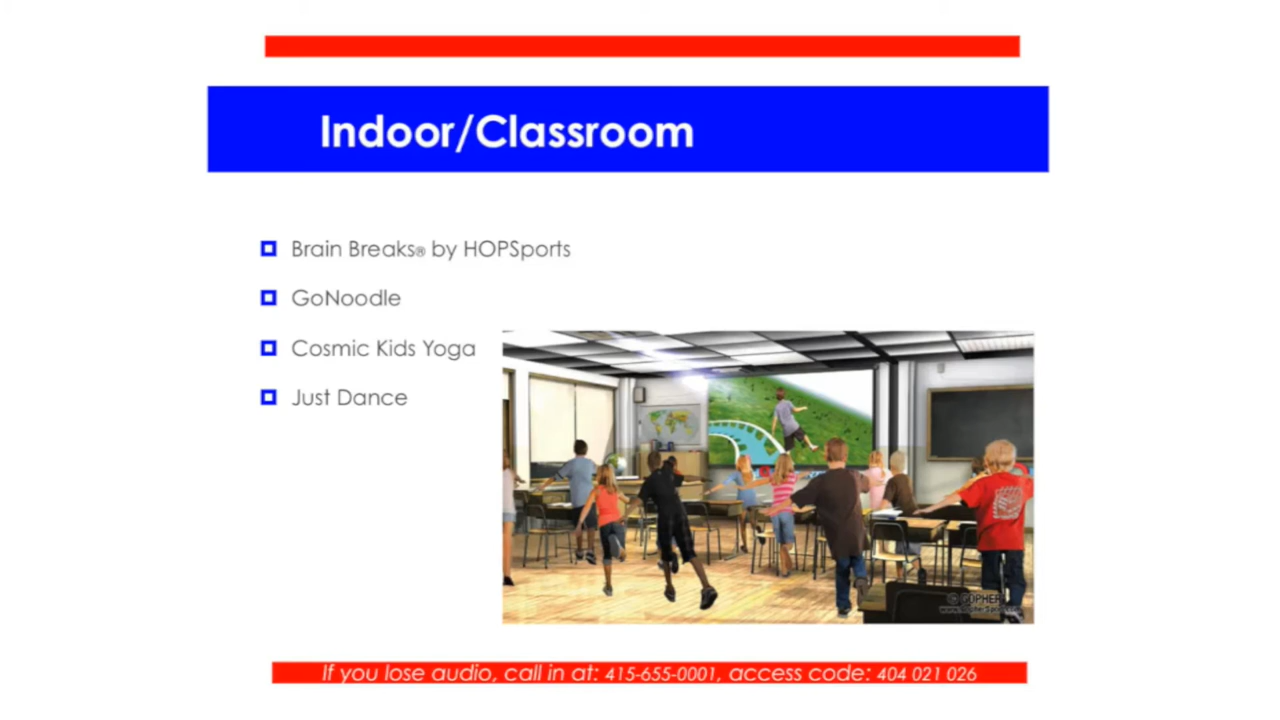 Indoor/Classroom
Brain Breaks® by HOPSports
GoNoodle
Cosmic Kids Yoga
Just Dance
© GOPHER
If you lose audio, call in at: 415-655-0001, access code: 404 021 026